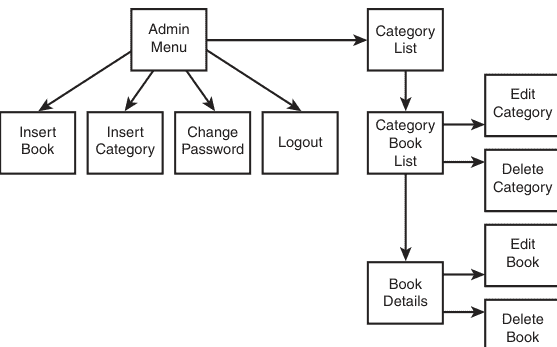 Admin
Menu
Category
List
Insert
Book
Insert
Category
Change
Password
Logout
Category
Book
List
Edit
Category
Delete
Category
Book
Details
Edit
Book
Delete
Book